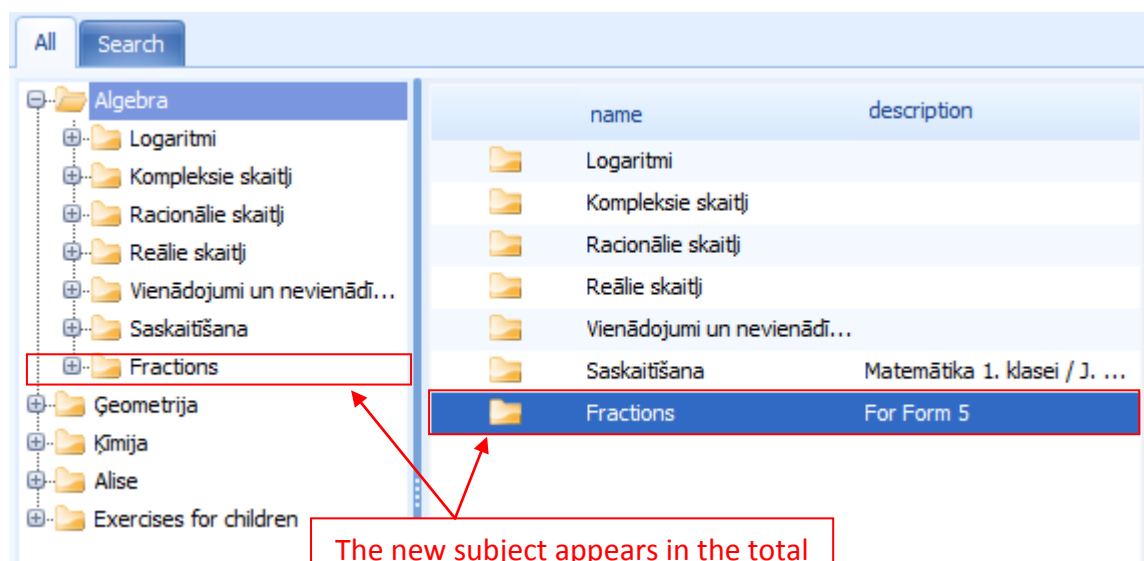 All Search
Algebra
Logaritmi
Kompleksie skaitļi
Racionālie skaitļi
Reālie skaitļi
Vienādojumi un nevienādī...
Saskaitīšana
Fractions
Ģeometrija
Ķīmija
Alise
Exercises for children
name description
Logaritmi
Kompleksie skaitļi
Racionālie skaitļi
Reālie skaitļi
Vienādojumi un nevienādī...
Saskaitīšana Matemātika 1. klasei / J. ...
Fractions For Form 5
The new subject appears in the total